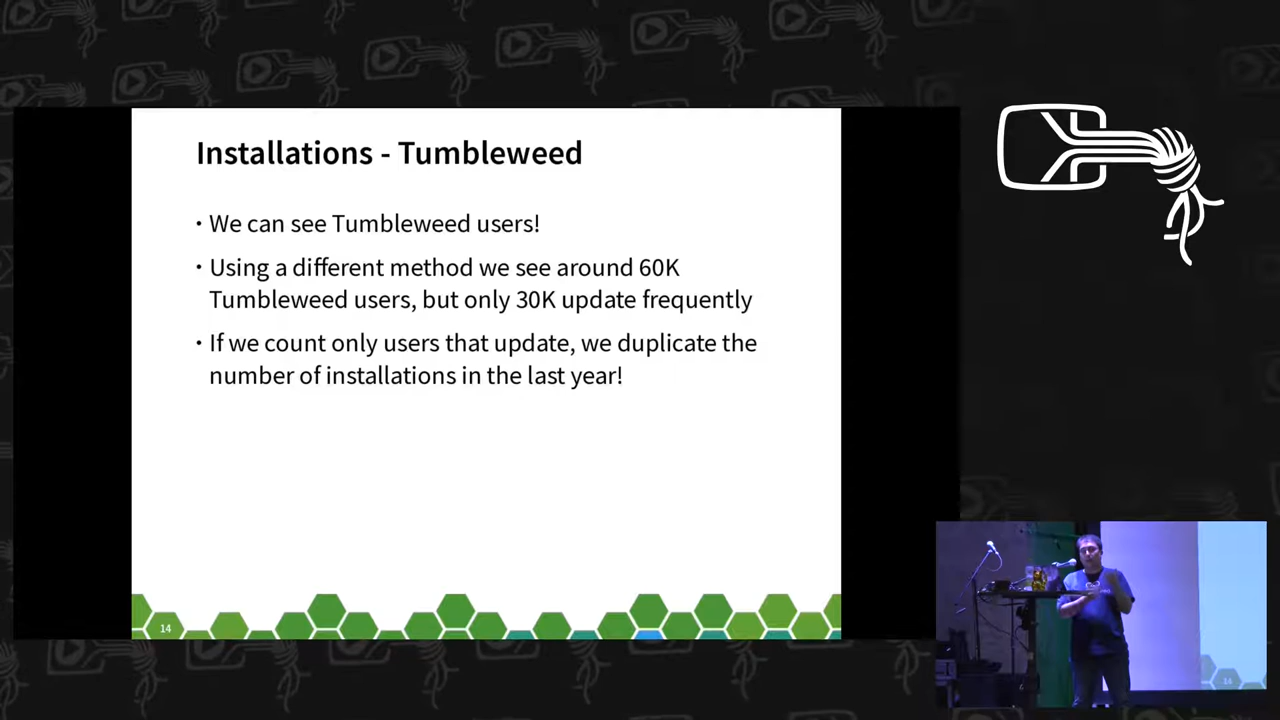 Installations - Tumbleweed
• We can see Tumbleweed users!
• Using a different method we see around 60K
Tumbleweed users, but only 30K update frequently
• If we count only users that update, we duplicate the
number of installations in the last year!
14
14